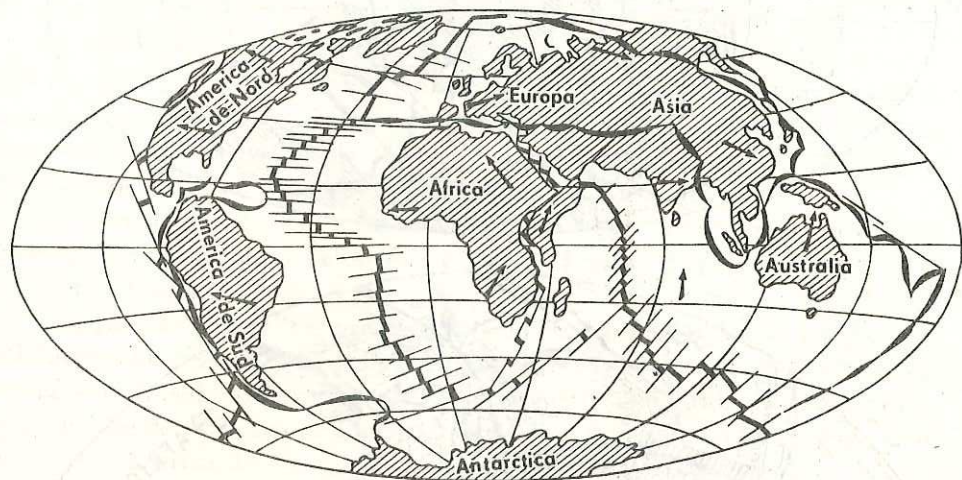 America
de Nord
Europa
Asia
Africa
America
de Sud
Australia
Antarctica